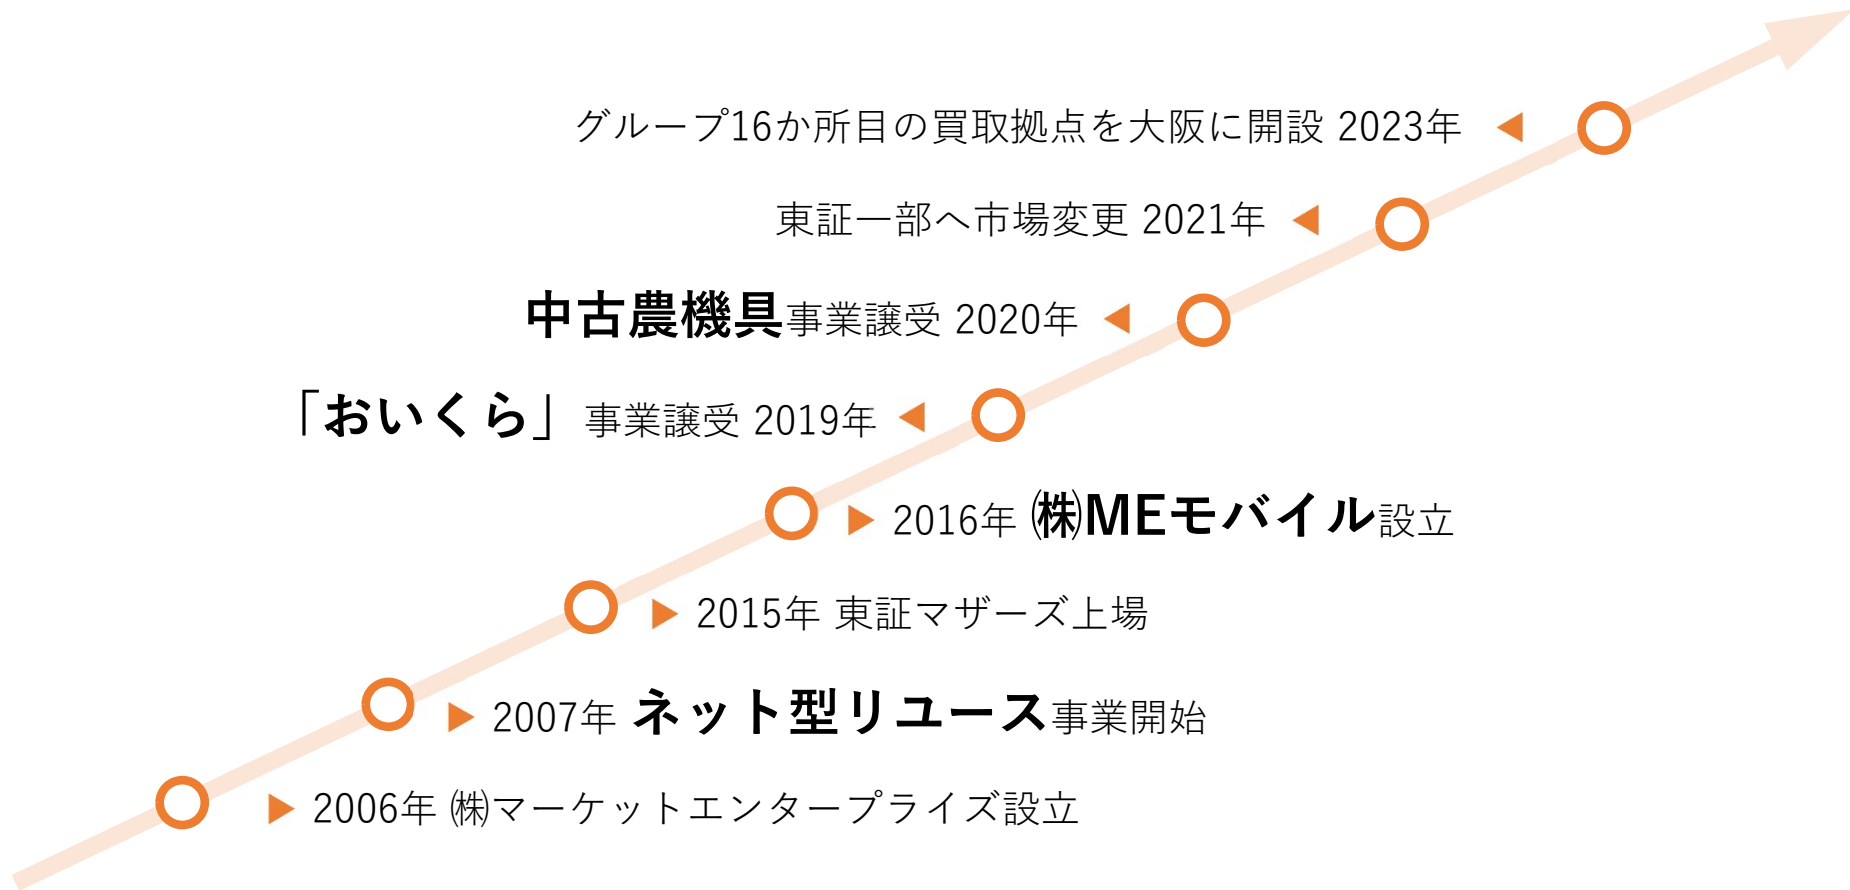 グループ16か所目の買取拠点を大阪に開設 2023年
東証一部へ市場変更 2021年
中古農機具事業譲受 2020年
「おいくら」事業譲受 2019年
2016年 ㈱MEモバイル設立
2015年 東証マザーズ上場
2007年 ネット型リユース事業開始
2006年 ㈱マーケットエンタープライズ設立